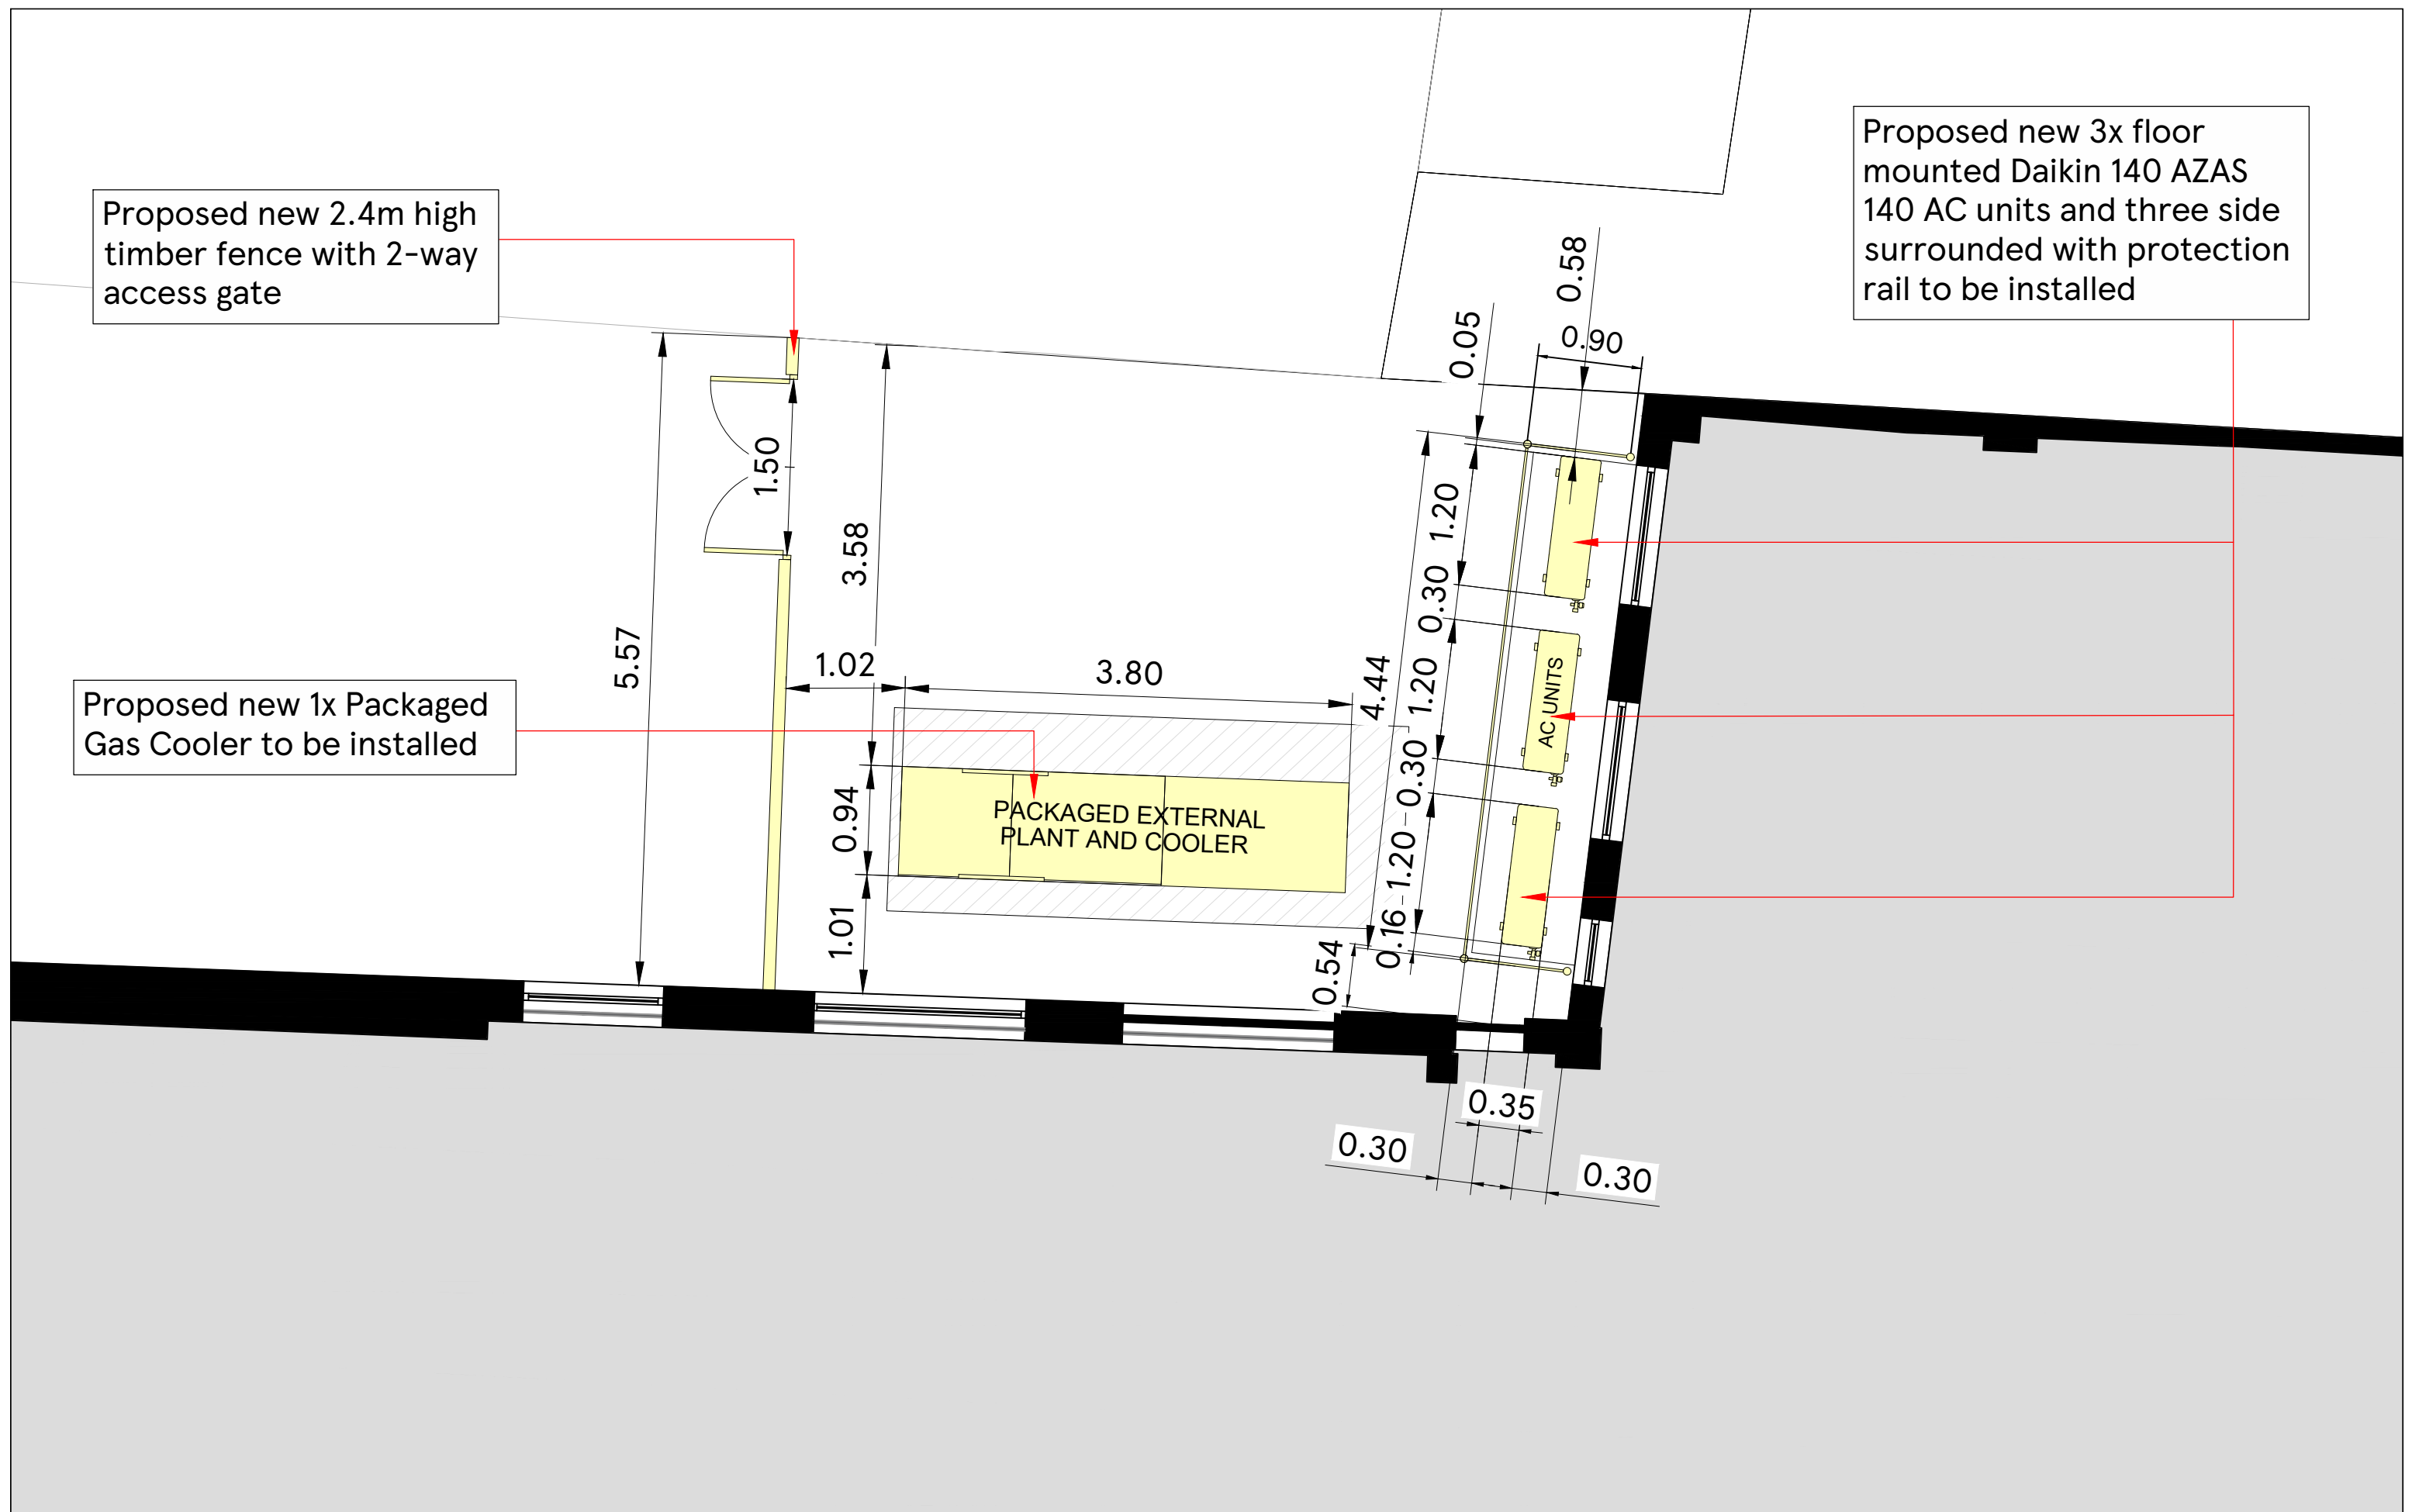 Proposed new 2.4m high
timber fence with 2-way
access gate
Proposed new 3x floor
mounted Daikin 140 AZAS
140 AC units and three side
surrounded with protection
rail to be installed
Proposed new 1x Packaged
Gas Cooler to be installed
0.58
0.05
0.90
1.50
3.58
5.57
1.20
0.30
1.02
3.80
4.44
1.20
AC UNITS
0.30
PACKAGED EXTERNAL
PLANT AND COOLER
0.94
1.20
1.01
0.16
0.54
0.35
0.30
0.30